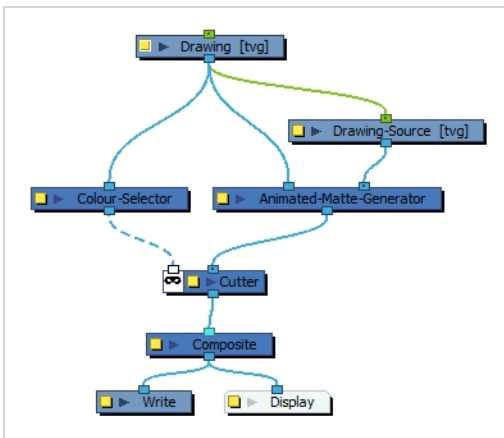 Drawing [tvg]
Drawing-Source [tvg]
Colour-Selector
Animated-Matte-Generator
Cutter
Composite
Write
Display